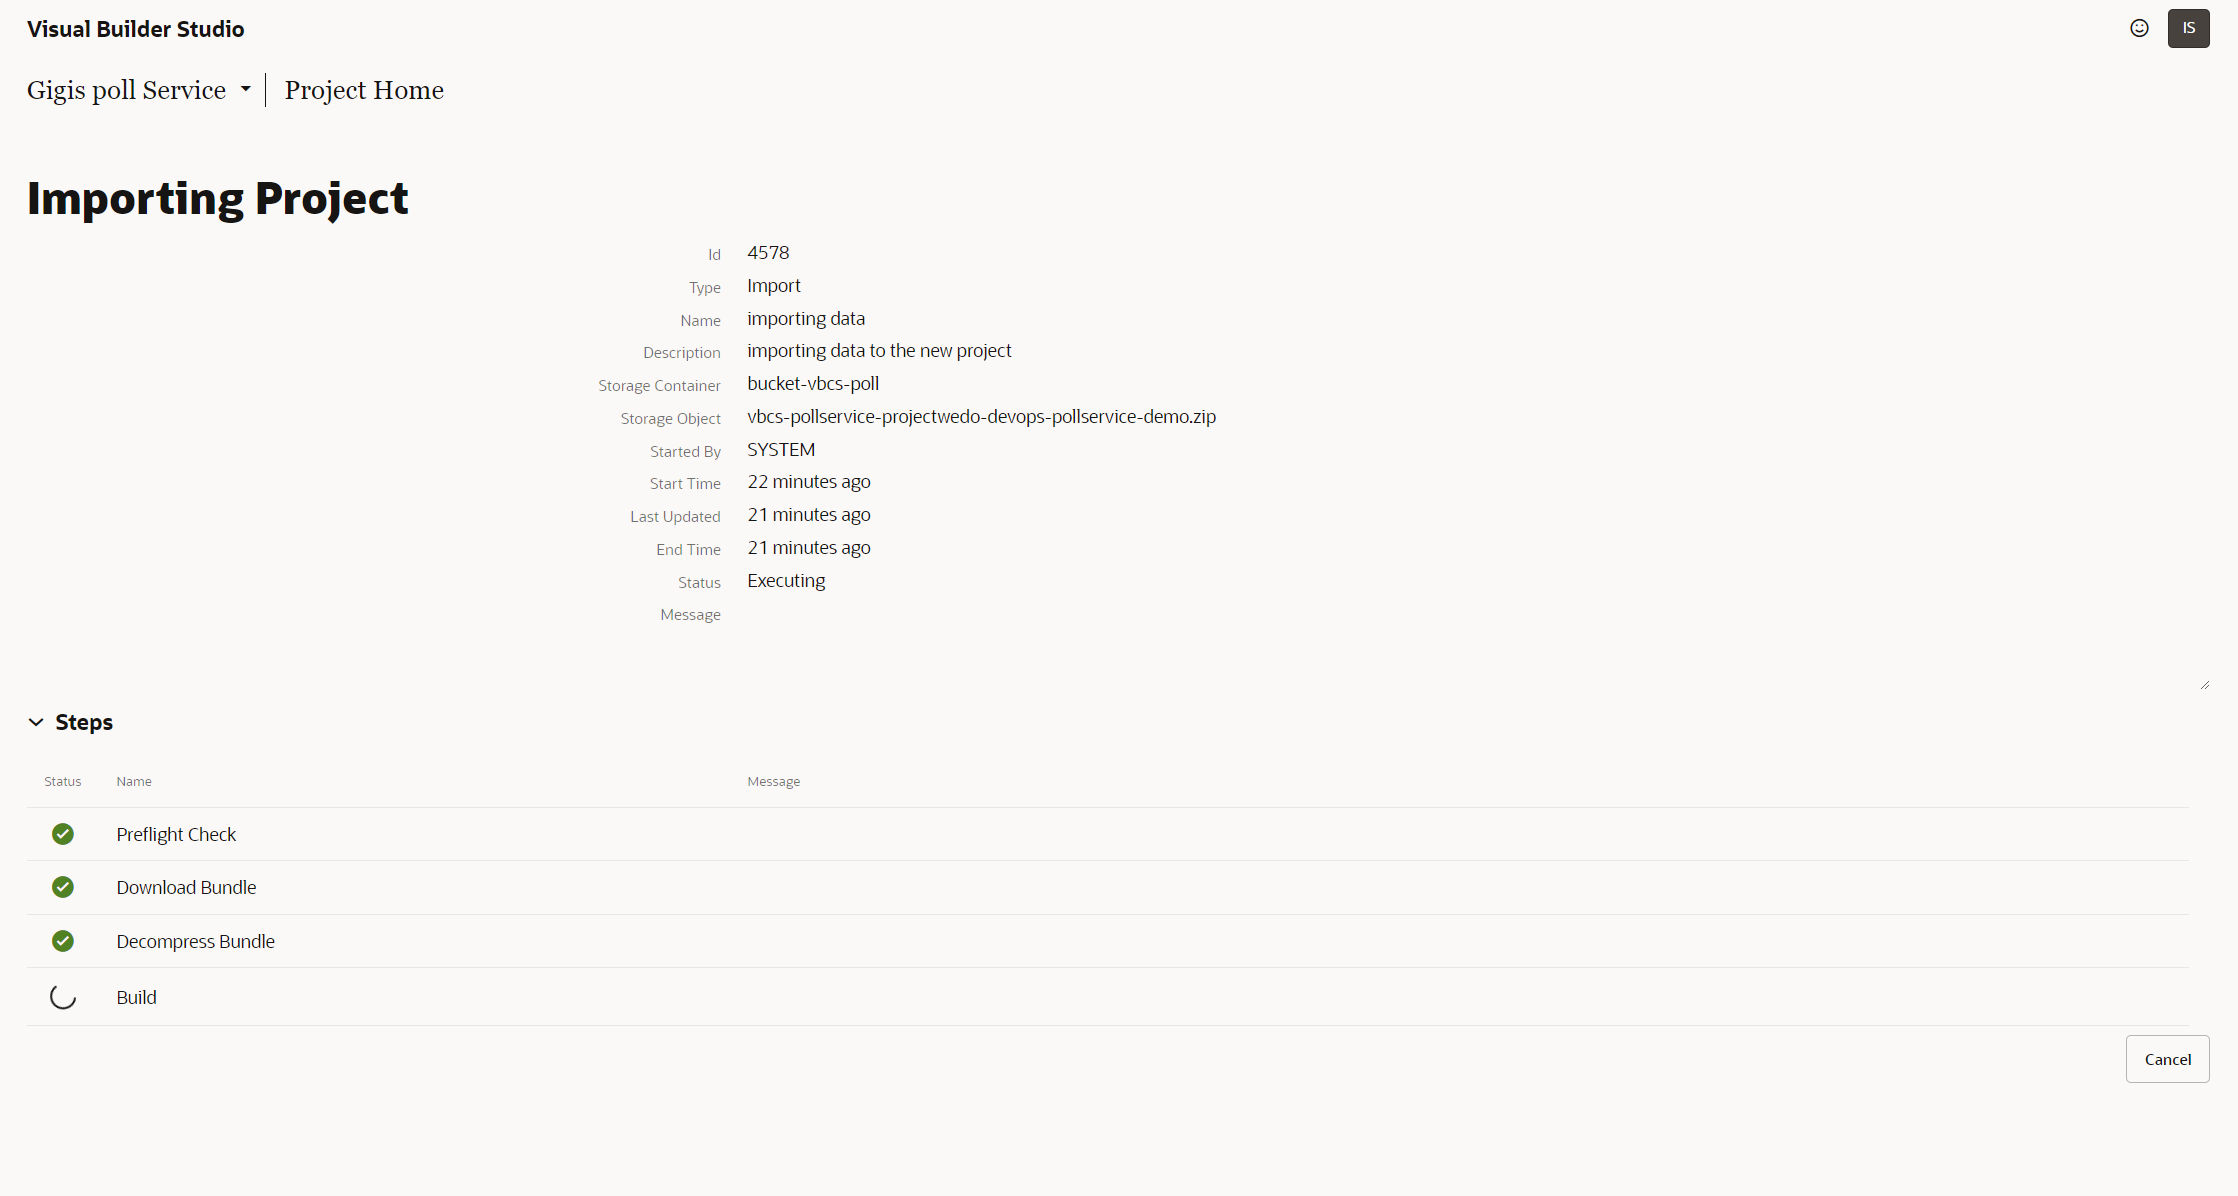 Visual Builder Studio
IS
Gigis poll Service
Project Home
Importing Project
Id 4578
Type Import
Name importing data
Description importing data to the new project
Storage Container bucket-vbcs-poll
Storage Object vbcs-pollservice-projectwedo-devops-pollservice-demo.zip
Started By SYSTEM
Start Time 22 minutes ago
Last Updated 21 minutes ago
End Time 21 minutes ago
Status Executing
Message
Steps
Status Name Message
Preflight Check
Download Bundle
Decompress Bundle
Build
Cancel